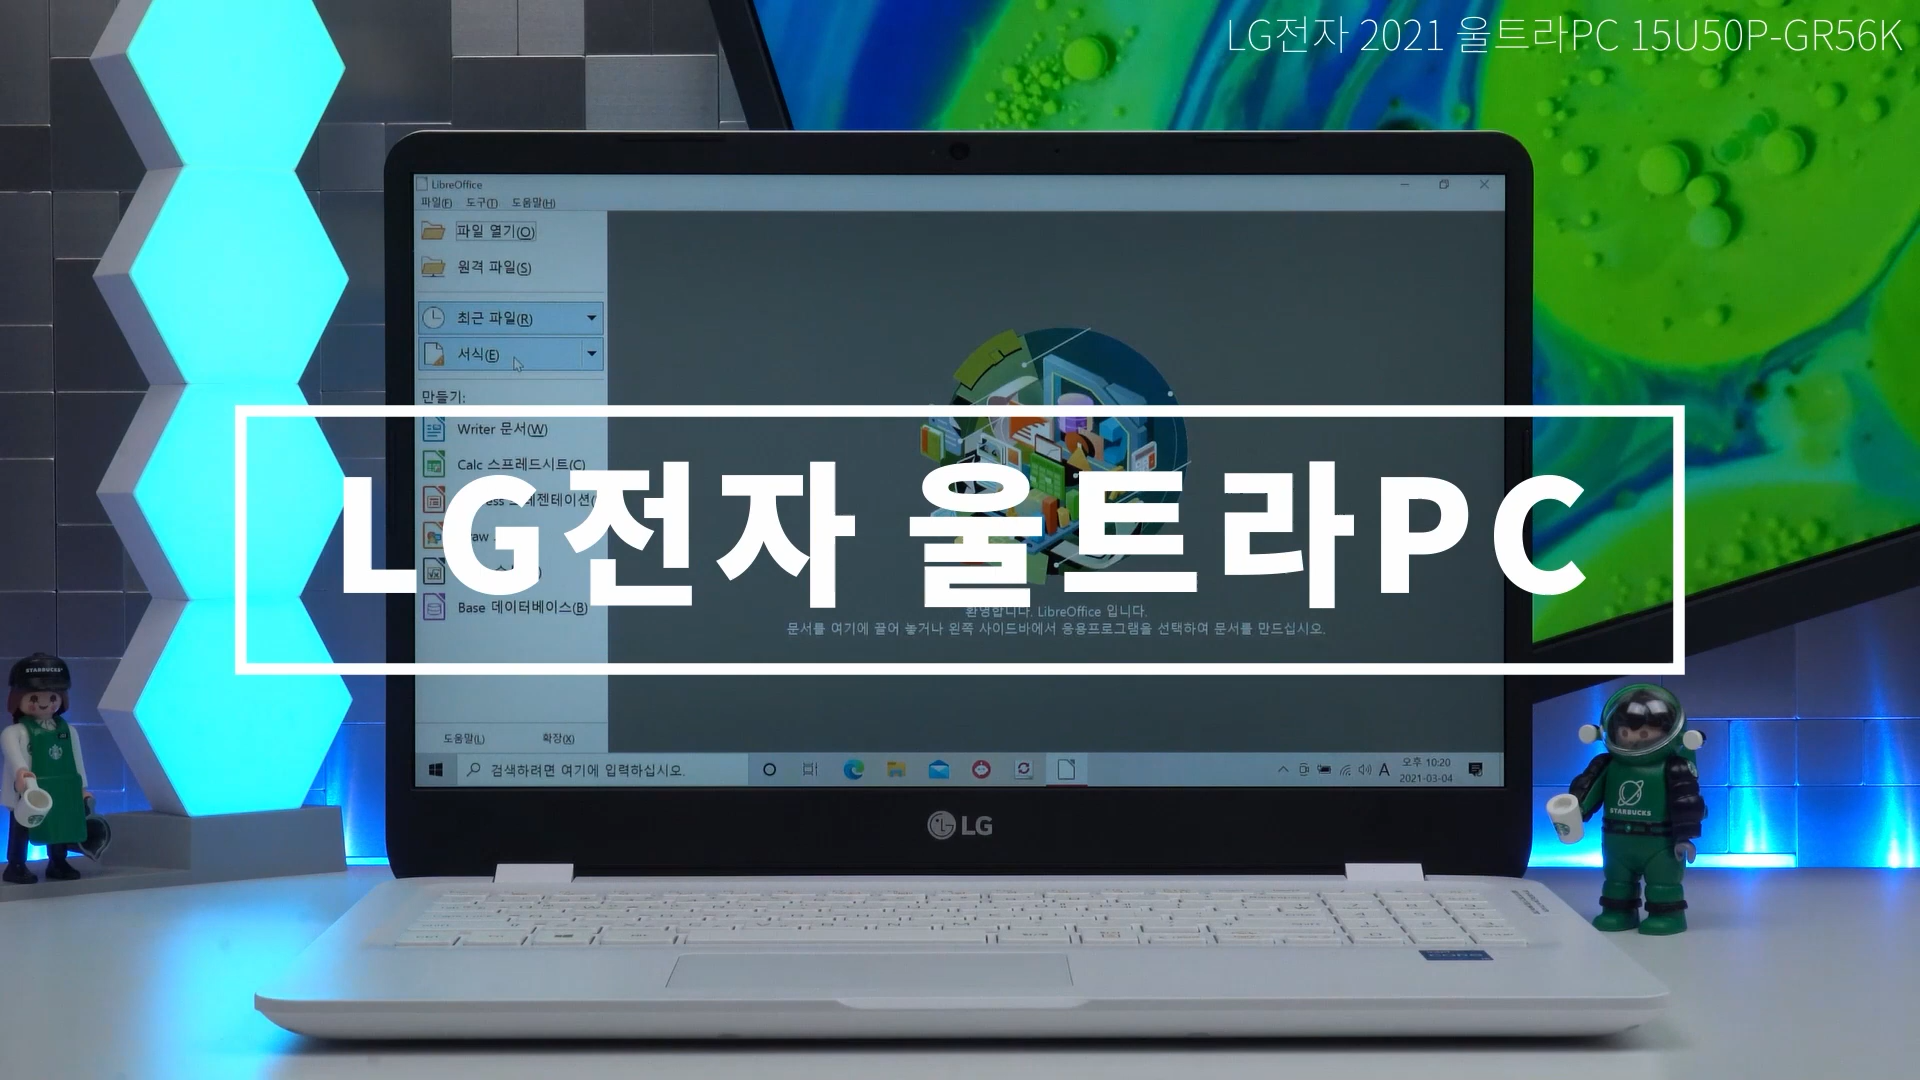 LG전자 2021 울트라PC 15U50P-GR56K
LibreOffice
파일(F) 도구(T) 도움말(H)
파일 열기(O)
원격 파일(S)
최근 파일(R)
서식(E)
만들기:
Writer 문서(W)
Calc 스프레드시트(C)
LG전자 울트라PC
Base 데이터베이스(B)
환영합니다. LibreOffice 입니다.
문서를 여기에 끌어 놓거나 왼쪽 사이드바에서 응용프로그램을 선택하여 문서를 만드십시오.
도움말(L) 확장(X)
검색하려면 여기에 입력하십시오.
A
오후 10:20
2021-03-04
LG
STARBUCKS
STARBUCKS